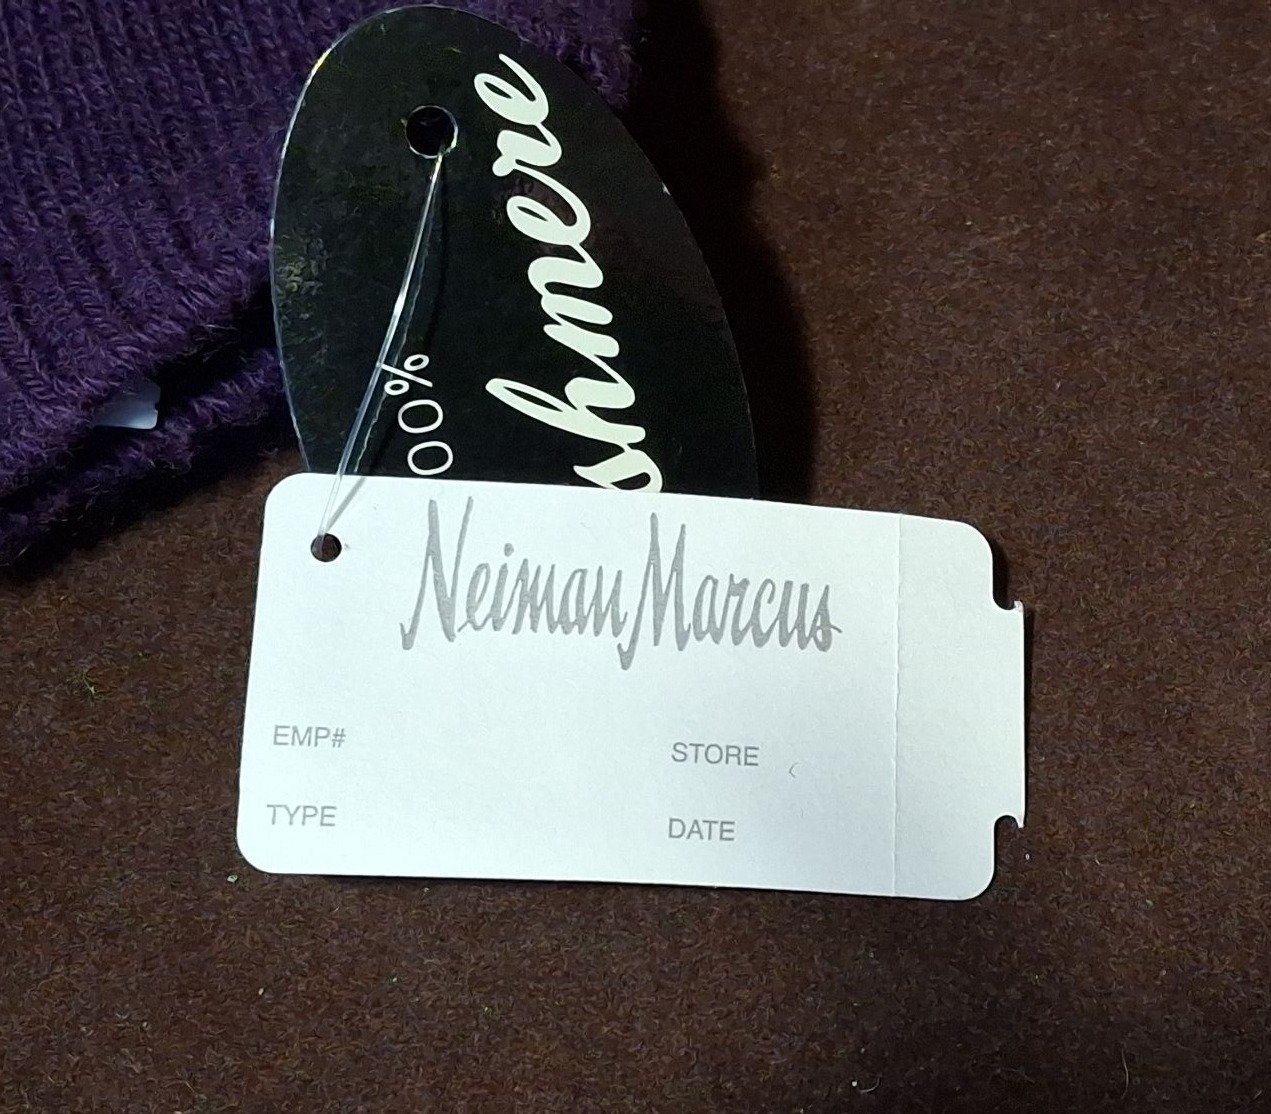 00%
shmere
Neiman Marcus
EMP#
STORE
TYPE
DATE